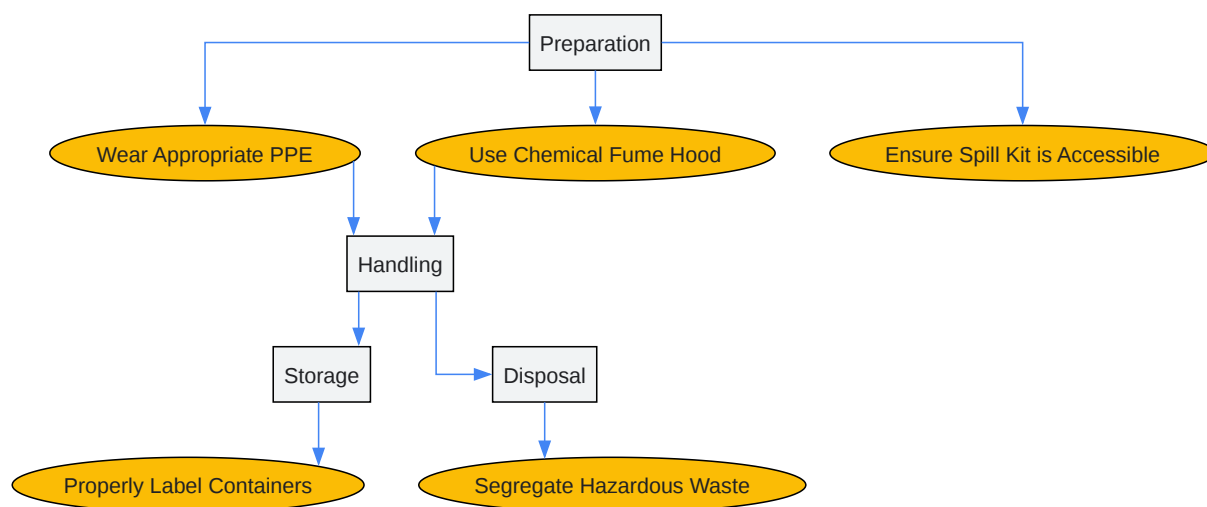 Preparation
Wear Appropriate PPE
Use Chemical Fume Hood
Ensure Spill Kit is Accessible
Handling
Storage
Disposal
Properly Label Containers
Segregate Hazardous Waste